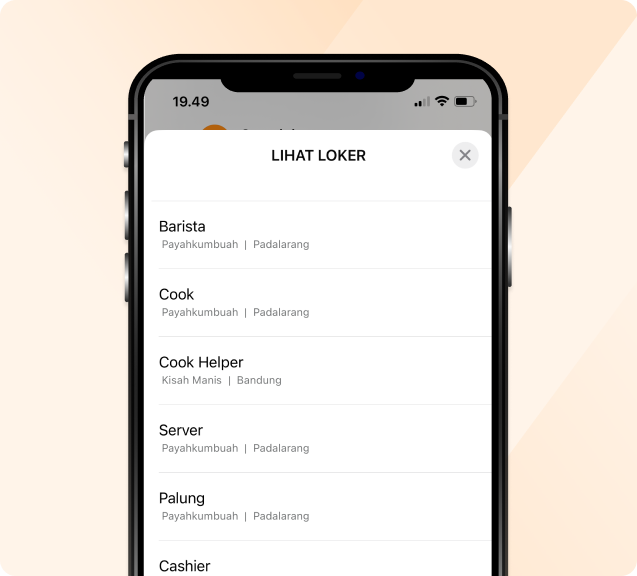 19.49
LIHAT LOKER
Barista
Payahkumbuah | Padalarang
Cook
Payahkumbuah | Padalarang
Cook Helper
Kisah Manis | Bandung
Server
Payahkumbuah | Padalarang
Palung
Payahkumbuah | Padalarang
Cashier